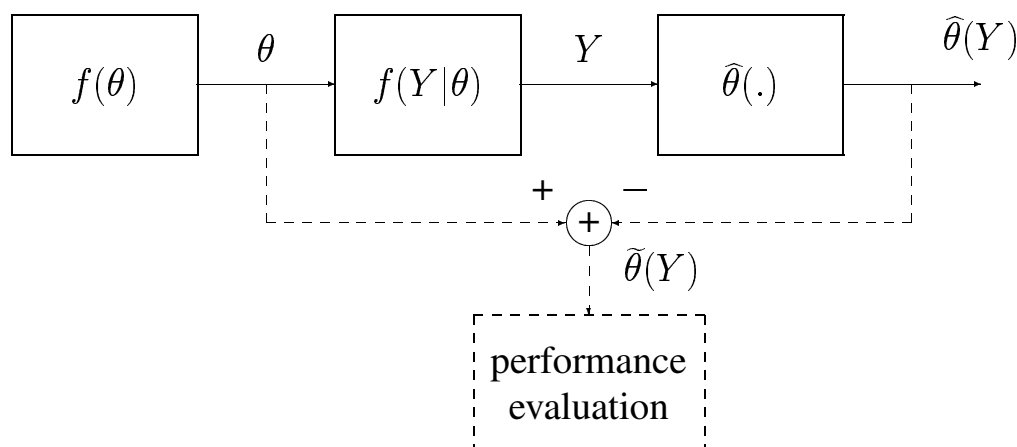 θ
Y
θ̂(Y)
f(θ)
f(Y|θ)
θ̂(.)
+
−
+
θ̃(Y)
performance
evaluation